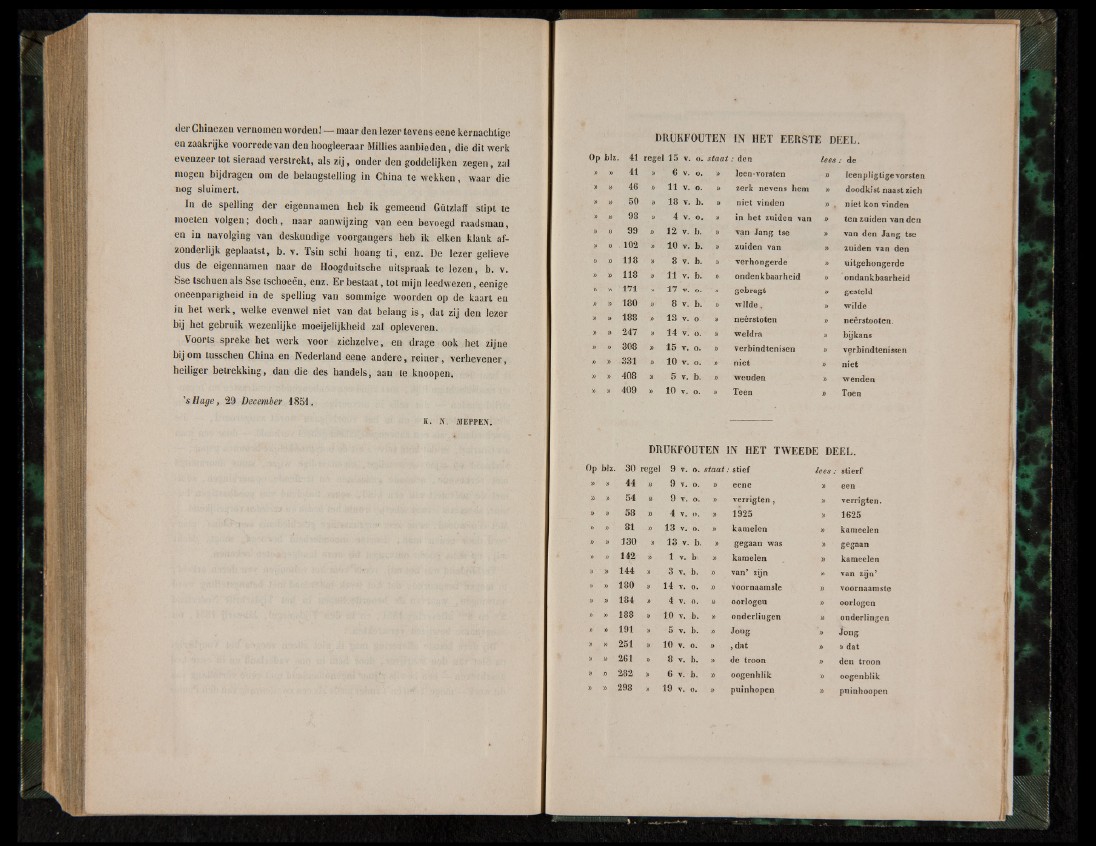 der Chinezen vernomen worden! — maar den lezer tevens eene kernachtige
en zaakrijke voorrede van den hoogleeraar Millies aanbieden, die dit werk
evenzeer tot sieraad verstrekt, als zij, onder den goddelijken zegen, zal
mogen bijdragen om de belangstelling in China te wekken, waar die
nog sluimert.
In de spelling der eigennamen heb ik gemeend Gützlaff stipt te
moeten volgen; doch, naar aanwijzing van een bevoegd raadsman,
en in navolging van deskundige voorgangers heb ik elken klank af-
zonderlijk geplaatst, b. v. Tsin schi hoang ti, enz. De lezer gelieve
dus de eigennamen naar de Hoogduitsche uitspraak te lezen, b. v.
Sse tschuen als Sse tschoeën, enz. Er bestaat, tot mijn leedwezen, eenige
oneenparigheid in de spelling van sommige woorden op de kaart en
in het werk, welke evenwel niet van dat belang is, dat zij den lezer
bij het gebruik wezenlijke moeijelijkheid zal opleveren.
Voorts spreke het werk voor zichzelve, en drage ook het zijne
bij om tusschen China en Nederland eene andere, reiner, verhevener,
heiliger betrekking, dan die des handels, aan te knoopen.
'sHage, 29 December 1851.
K. N. MEPPEN.
DRUKFOUTEN IN HET EERSTE DEEL.
Op blz. 41 regel 15 v. o. staat: den lees: de
» » 41 » 6 v. o. » leen-vorsten » leenpligtige vorsten
» » 46 » 11 v. o. » zerk nevens hem » doodkist naast zich
» » 50 » 18 v. b. » niet vinden » niet kon vinden
» » 98 » 4 v. o. » in het zuiden van » ten zuiden van den
» » 99 » 12 v. b. » van Jang tse » van den Jang tse
» » 102 » 10 v. b. » zuiden van » zuiden van den
» » 118 » 8 v. b. » verhongerde » uitgehongerde
» » 118 » 11 v. b. » ondenkbaarheid » ondankbaarheid
» » 171 » 17 v. o. » gebragt » gesteld
» » 180 » 8 v. b. » wilde, » wilde
» » 188 » 13 v. o » neêrstoten » neêrstooten.
» » 247 » 14 v. o. » weldra » bijkans
» » 308 » 15 v. o. » verbindtenisen » verbindtenissen
» » 331 » 10 v. o. » niet » niet
» » 408 » 5 v. b. » weuden » wenden
» » 409 » 10 v. o. » Teen » Toen
DRUKFOUTEN IN HET TWEEDE DEEL.
Op blz. 30 regel 9 v. o. staat: stief lees: stierf
» » 44 » 9 v. o. » eene » een
» » 54 » 9 v. o. » verrigten, » verrigten.
» » 58 » 4 v. o. » 1925 » 1625
» » 81 » 13 v. o. » kamelen » kameelen
» » 130 » 13 v. b. » gegaan was » gegaan
» » 142 » 1 v. b » kamelen » kameelen
» » 144 » 3 v. b. » van' zijn » van zijn'
» » 180 » 14 v. o. » voornaamsle » voornaamste
» » 184 » 4 v. o. » oorlogeu » oorlogen
» » 188 » 10 v. b. » onderliugen » onderlingen
» » 191 » 5 v. b. » Joug » Jong
» » 251 » 10 v. o. » , dat » » dat
» » 261 » 8 v. b. » de troon » den troon
» » 282 » 6 v. b. » oogenhlik » oogenblik
» » 298 » 19 v. o. » puinhopen » puinhoopen